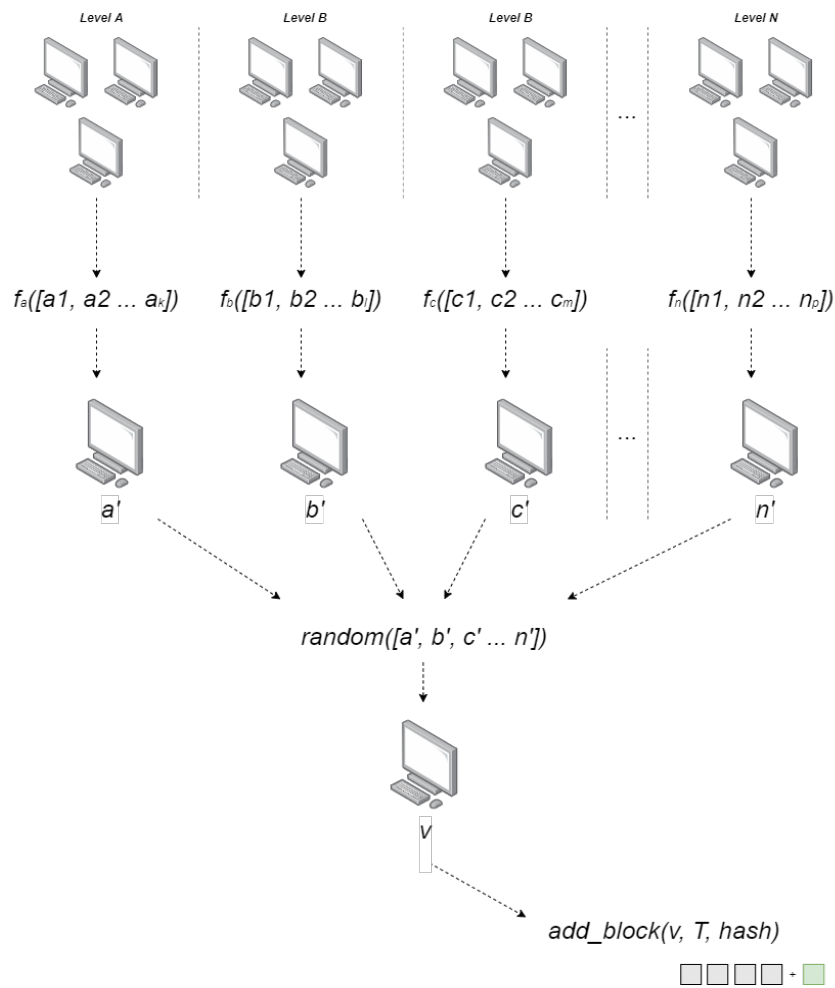 Level A Level B Level B Level N
...
fa([a1, a2 ... ak]) fb([b1, b2 ... bl]) fc([c1, c2 ... cm]) fn([n1, n2 ... np])
...
a' b' c' n'
random([a', b', c' ... n'])
v
add_block(v, T, hash)
+